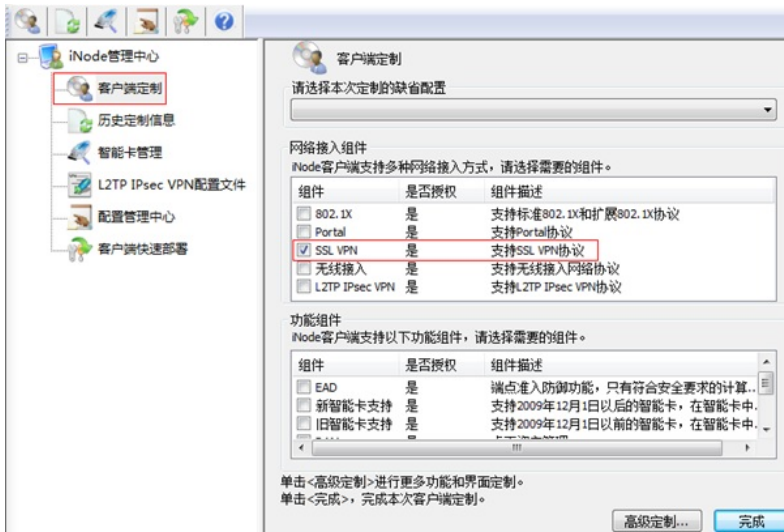 iNode管理中心
客户端定制
历史定制信息
智能卡管理
L2TP IPsec VPN配置文件
配置管理中心
客户端快速部署
客户端定制
请选择本次定制的缺省配置
网络接入组件
iNode客户端支持多种网络接入方式，请选择需要的组件。
组件 是否授权 组件描述
802.1X 是 支持标准802.1X和扩展802.1X协议
Portal 是 支持Portal协议
SSL VPN 是 支持SSL VPN协议
无线接入 是 支持无线接入网络协议
L2TP IPsec VPN 是 支持L2TP IPsec VPN协议
功能组件
iNode客户端支持以下功能组件，请选择需要的组件。
组件 是否授权 组件描述
EAD 是 端点准入防御功能，只有符合安全要求的计算...
新智能卡支持 是 支持2009年12月1日以后的智能卡，在智能卡中.
旧智能卡支持 是 支持2009年12月1日以前的智能卡，在智能卡中.
单击<高级定制>进行更多功能和界面定制。
单击<完成>，完成本次客户端定制。
高级定制... 完成